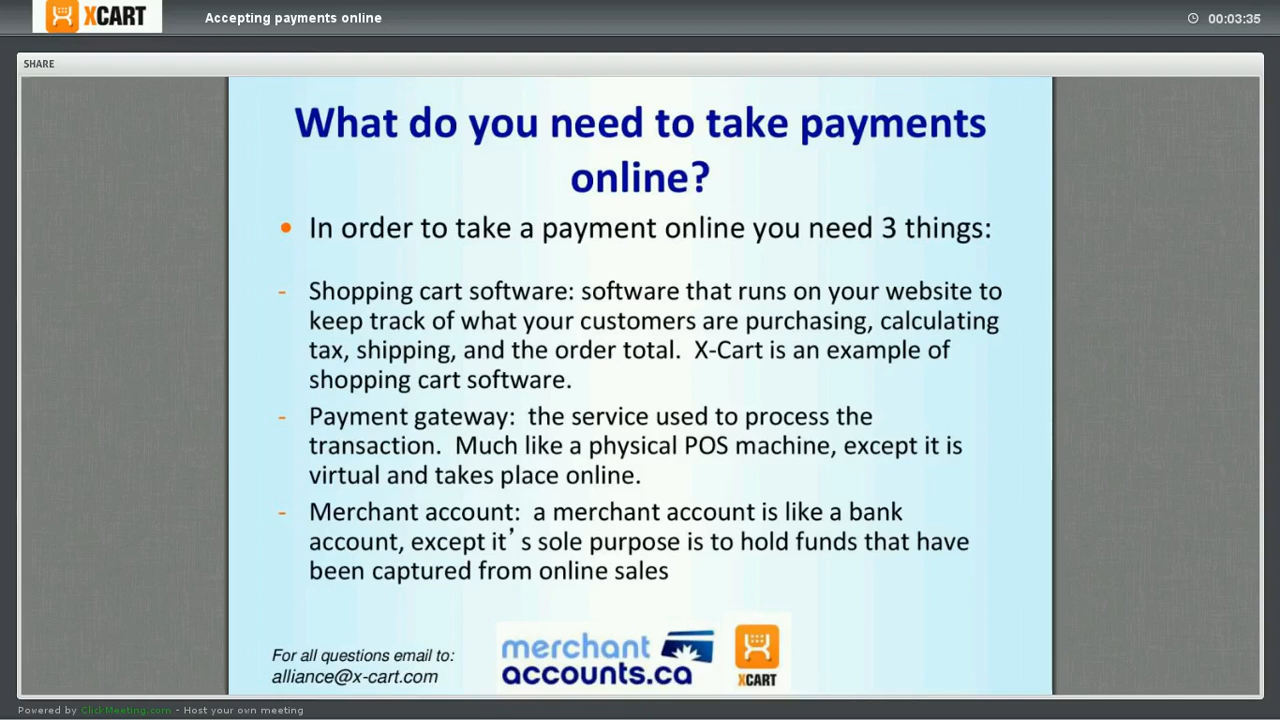 XCART
Accepting payments online
00:03:35
SHARE
What do you need to take payments
online?
• In order to take a payment online you need 3 things:
- Shopping cart software: software that runs on your website to
keep track of what your customers are purchasing, calculating
tax, shipping, and the order total.  X-Cart is an example of
shopping cart software.
- Payment gateway:  the service used to process the
transaction.  Much like a physical POS machine, except it is
virtual and takes place online.
- Merchant account:  a merchant account is like a bank
account, except it’s sole purpose is to hold funds that have
been captured from online sales
For all questions email to:
alliance@x-cart.com
merchant
accounts.ca
XCART
Powered by ClickMeeting.com - Host your own meeting